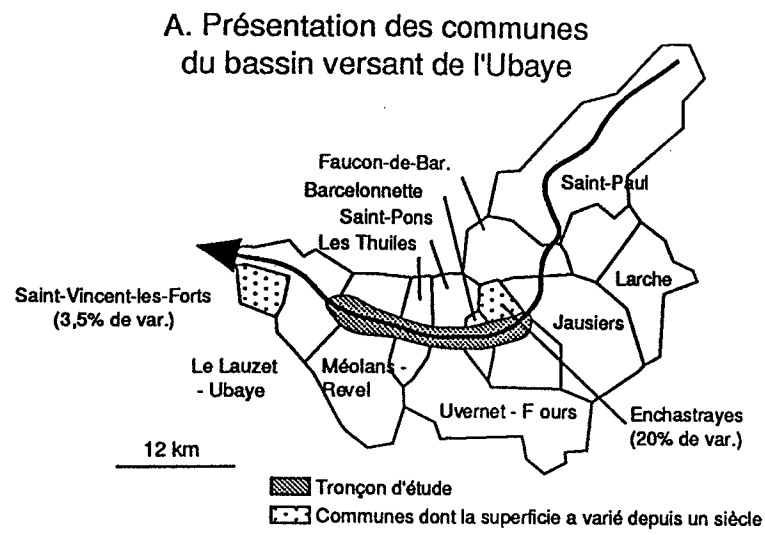 A. Présentation des communes
du bassin versant de l'Ubaye
Faucon-de-Bar.
Barcelonnette
Saint-Pons
Les Thuiles
Saint-Paul
Larche
Jausiers
Saint-Vincent-les-Forts
(3,5% de var.)
Le Lauzet
- Ubaye
Méolans -
Revel
Uvernet - Fours
Enchastrayes
(20% de var.)
12 km
Tronçon d'étude
Communes dont la superficie a varié depuis un siècle